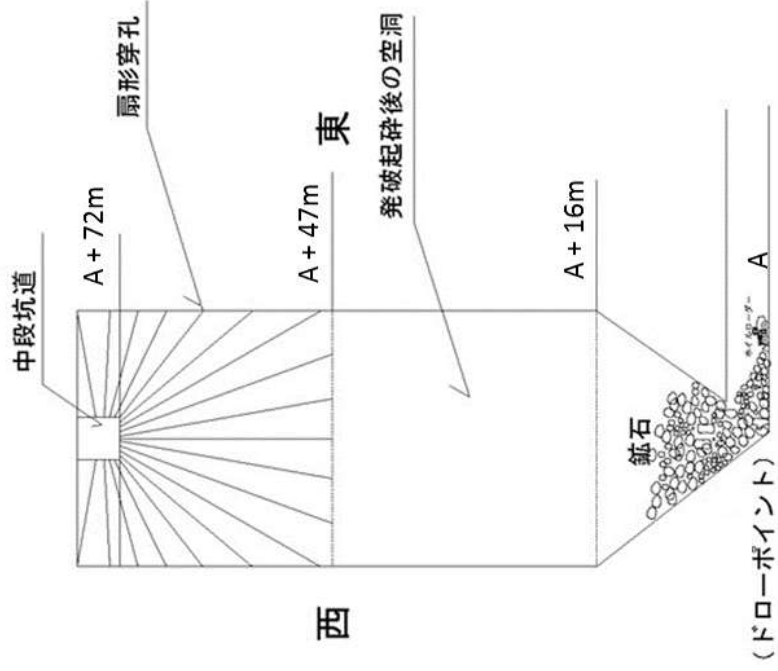 中段坑道
扇形穿孔
A + 72m
東
A + 47m
発破起砕後の空洞
A + 16m
西
鉱石
ホイルローダー
A
(ドローポイント)